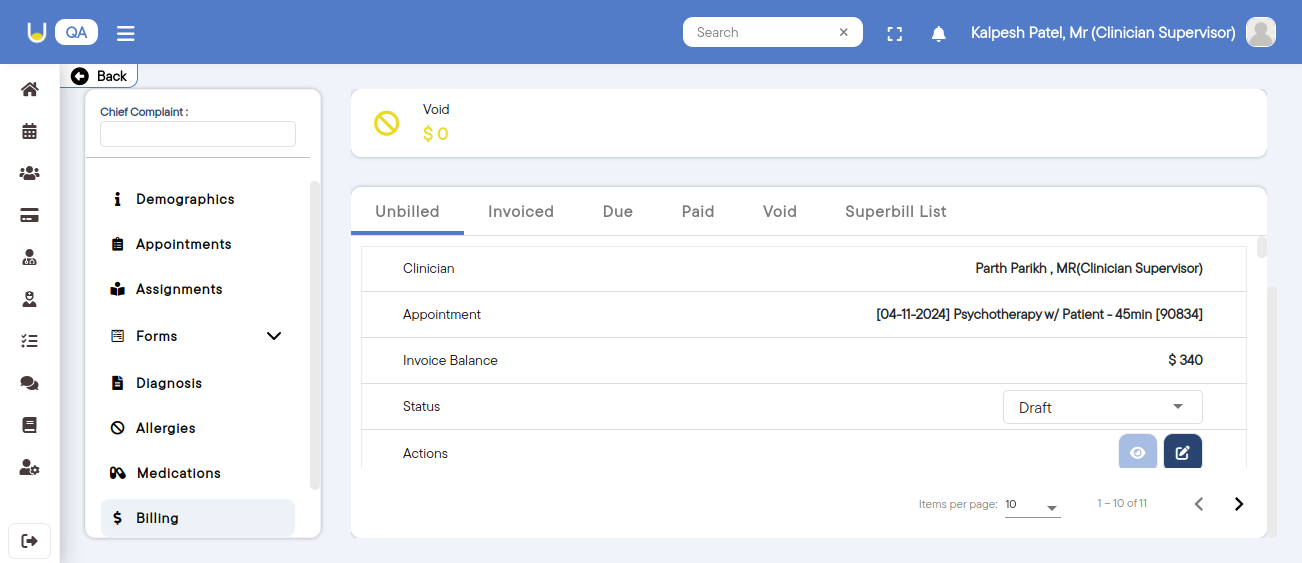 QA
Search
Kalpesh Patel, Mr (Clinician Supervisor)
Back
Chief Complaint :
Demographics
Appointments
Assignments
Forms
Diagnosis
Allergies
Medications
Billing
Void
$ 0
Unbilled Invoiced Due Paid Void Superbill List
Clinician Parth Parikh , MR(Clinician Supervisor)
Appointment [04-11-2024] Psychotherapy w/ Patient - 45min [90834]
Invoice Balance $ 340
Status Draft
Actions
Items per page: 10 1 – 10 of 11